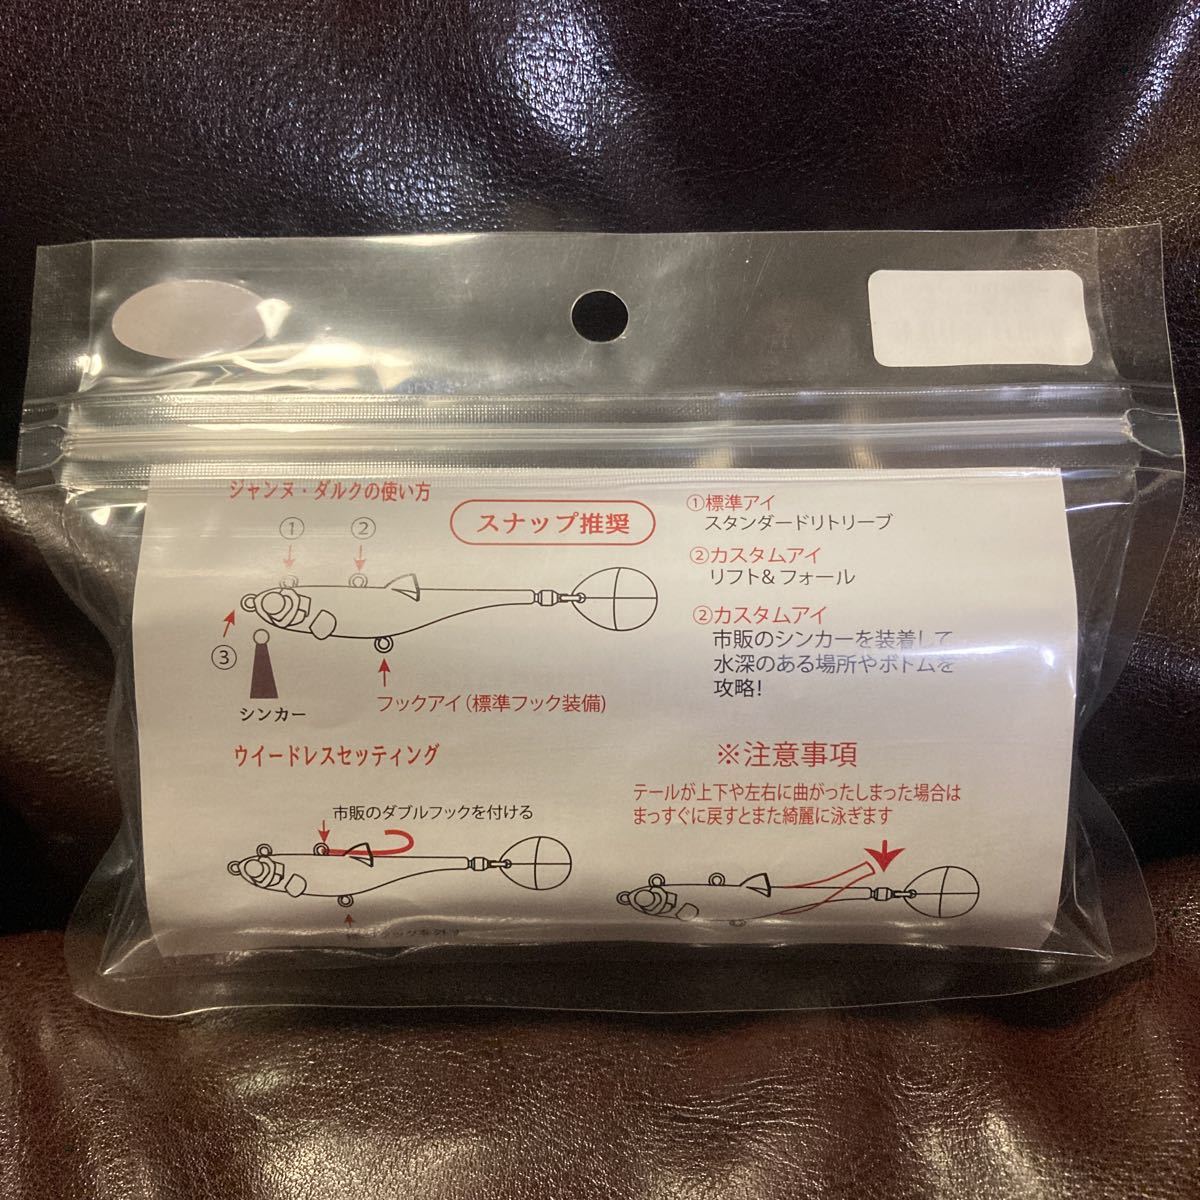 ジャンヌ・ダルクの使い方
① ②
スナップ推奨
③
シンカー
フックアイ(標準フック装備)
①標準アイ
スタンダードリトリーブ
②カスタムアイ
リフト&フォール
②カスタムアイ
市販のシンカーを装着して
水深のある場所やボトムを
攻略!
ウイードレスセッティング
市販のダブルフックを付ける
※注意事項
テールが上下や左右に曲がったしまった場合は
まっすぐに戻すとまた綺麗に泳ぎます